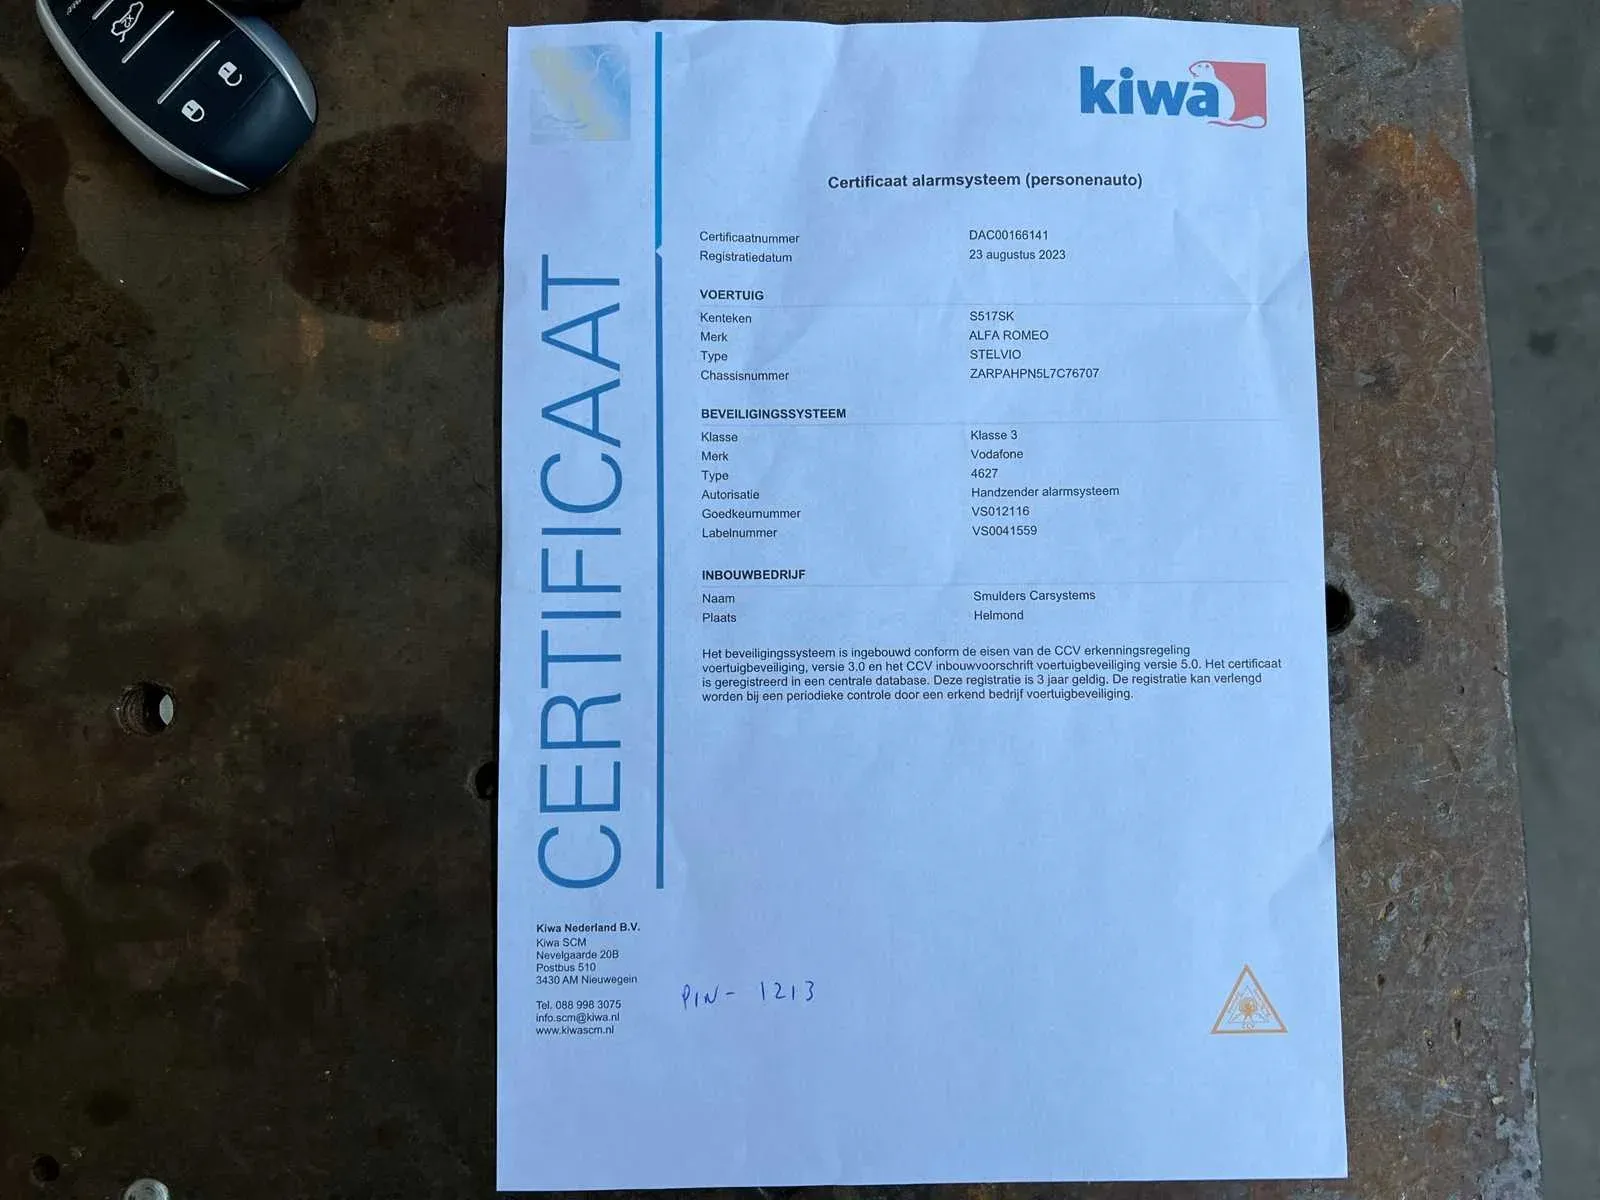 kiwa
Certificaat alarmsysteem (personenauto)
Certificaatnummer DAC00166141
Registratiedatum 23 augustus 2023
VOERTUIG
Kenteken S517SK
Merk ALFA ROMEO
Type STELVIO
Chassisnummer ZARPAHPN5L7C76707
BEVEILIGINGSSYSTEEM
Klasse Klasse 3
Merk Vodafone
Type 4627
Autorisatie Handzender alarmsysteem
Goedkeurnummer VS012116
Labelnummer VS0041559
INBOUWBEDRIJF
Naam Smulders Carsystems
Plaats Helmond
Het beveiligingssysteem is ingebouwd conform de eisen van de CCV erkenningsregeling
voertuigbeveiliging, versie 3.0 en het CCV inbouwvoorschrift voertuigbeveiliging versie 5.0. Het certificaat
is geregistreerd in een centrale database. Deze registratie is 3 jaar geldig. De registratie kan verlengd
worden bij een periodieke controle door een erkend bedrijf voertuigbeveiliging.
CERTIFICAAT
Kiwa Nederland B.V.
Kiwa SCM
Nevelgaarde 20B
Postbus 510
3430 AM Nieuwegein
Tel. 088 998 3075
info.scm@kiwa.nl
www.kiwascm.nl
PIN - 1213